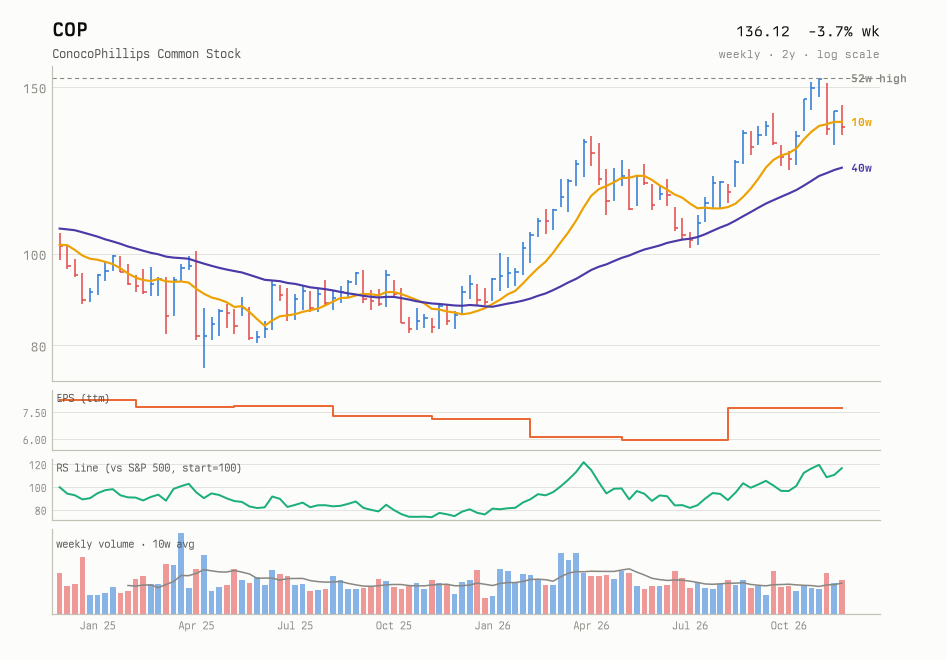 COP
136.12 -3.7% wk
ConocoPhillips Common Stock
weekly · 2y · log scale
52w high
150
10w
40w
100
80
EPS (ttm)
7.50
6.00
RS line (vs S&P 500, start=100)
120
100
80
weekly volume · 10w avg
Jan 25 Apr 25 Jul 25 Oct 25 Jan 26 Apr 26 Jul 26 Oct 26